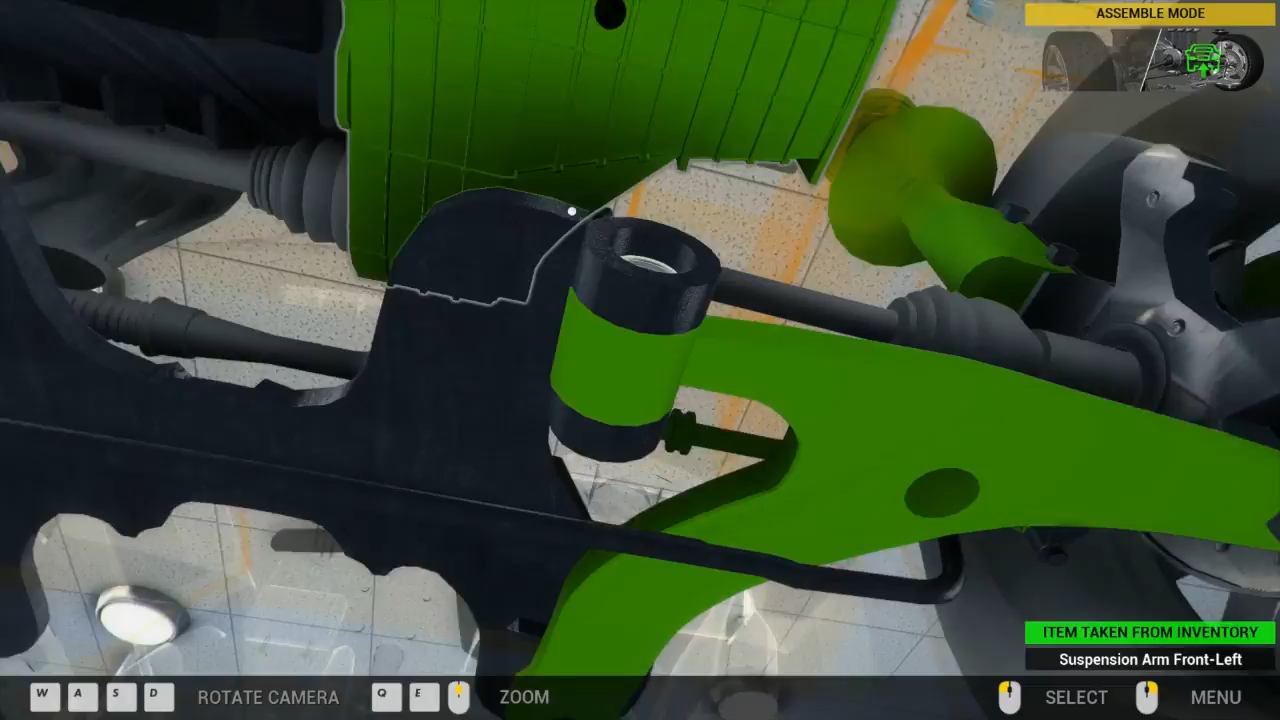 ASSEMBLE MODE
ITEM TAKEN FROM INVENTORY
Suspension Arm Front-Left
W A S D ROTATE CAMERA Q E ZOOM SELECT MENU